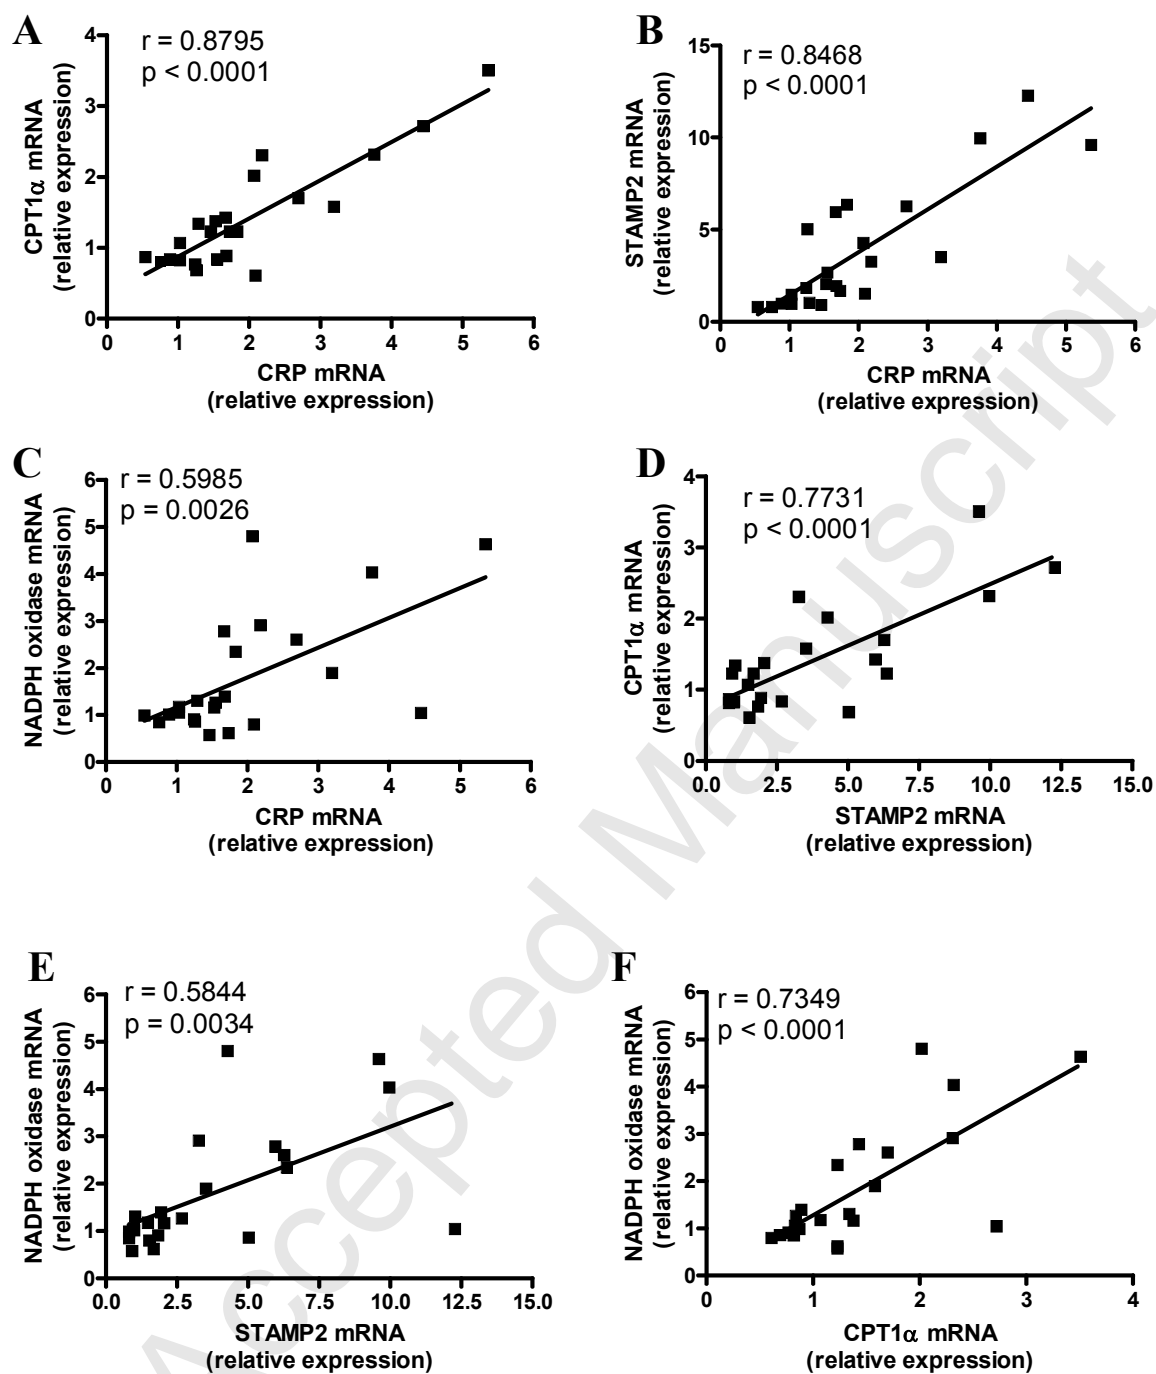 A
r = 0.8795
p < 0.0001
CPT1α mRNA
(relative expression)
4
3
2
1
0
0 1 2 3 4 5 6
CRP mRNA
(relative expression)
B
r = 0.8468
p < 0.0001
STAMP2 mRNA
(relative expression)
15
10
5
0
0 1 2 3 4 5 6
CRP mRNA
(relative expression)
C
r = 0.5985
p = 0.0026
NADPH oxidase mRNA
(relative expression)
6
5
4
3
2
1
0
0 1 2 3 4 5 6
CRP mRNA
(relative expression)
D
r = 0.7731
p < 0.0001
CPT1α mRNA
(relative expression)
4
3
2
1
0
0.0 2.5 5.0 7.5 10.0 12.5 15.0
STAMP2 mRNA
(relative expression)
E
r = 0.5844
p = 0.0034
NADPH oxidase mRNA
(relative expression)
6
5
4
3
2
1
0
0.0 2.5 5.0 7.5 10.0 12.5 15.0
STAMP2 mRNA
(relative expression)
F
r = 0.7349
p < 0.0001
NADPH oxidase mRNA
(relative expression)
6
5
4
3
2
1
0
0 1 2 3 4
CPT1α mRNA
(relative expression)
Accepted Manuscript